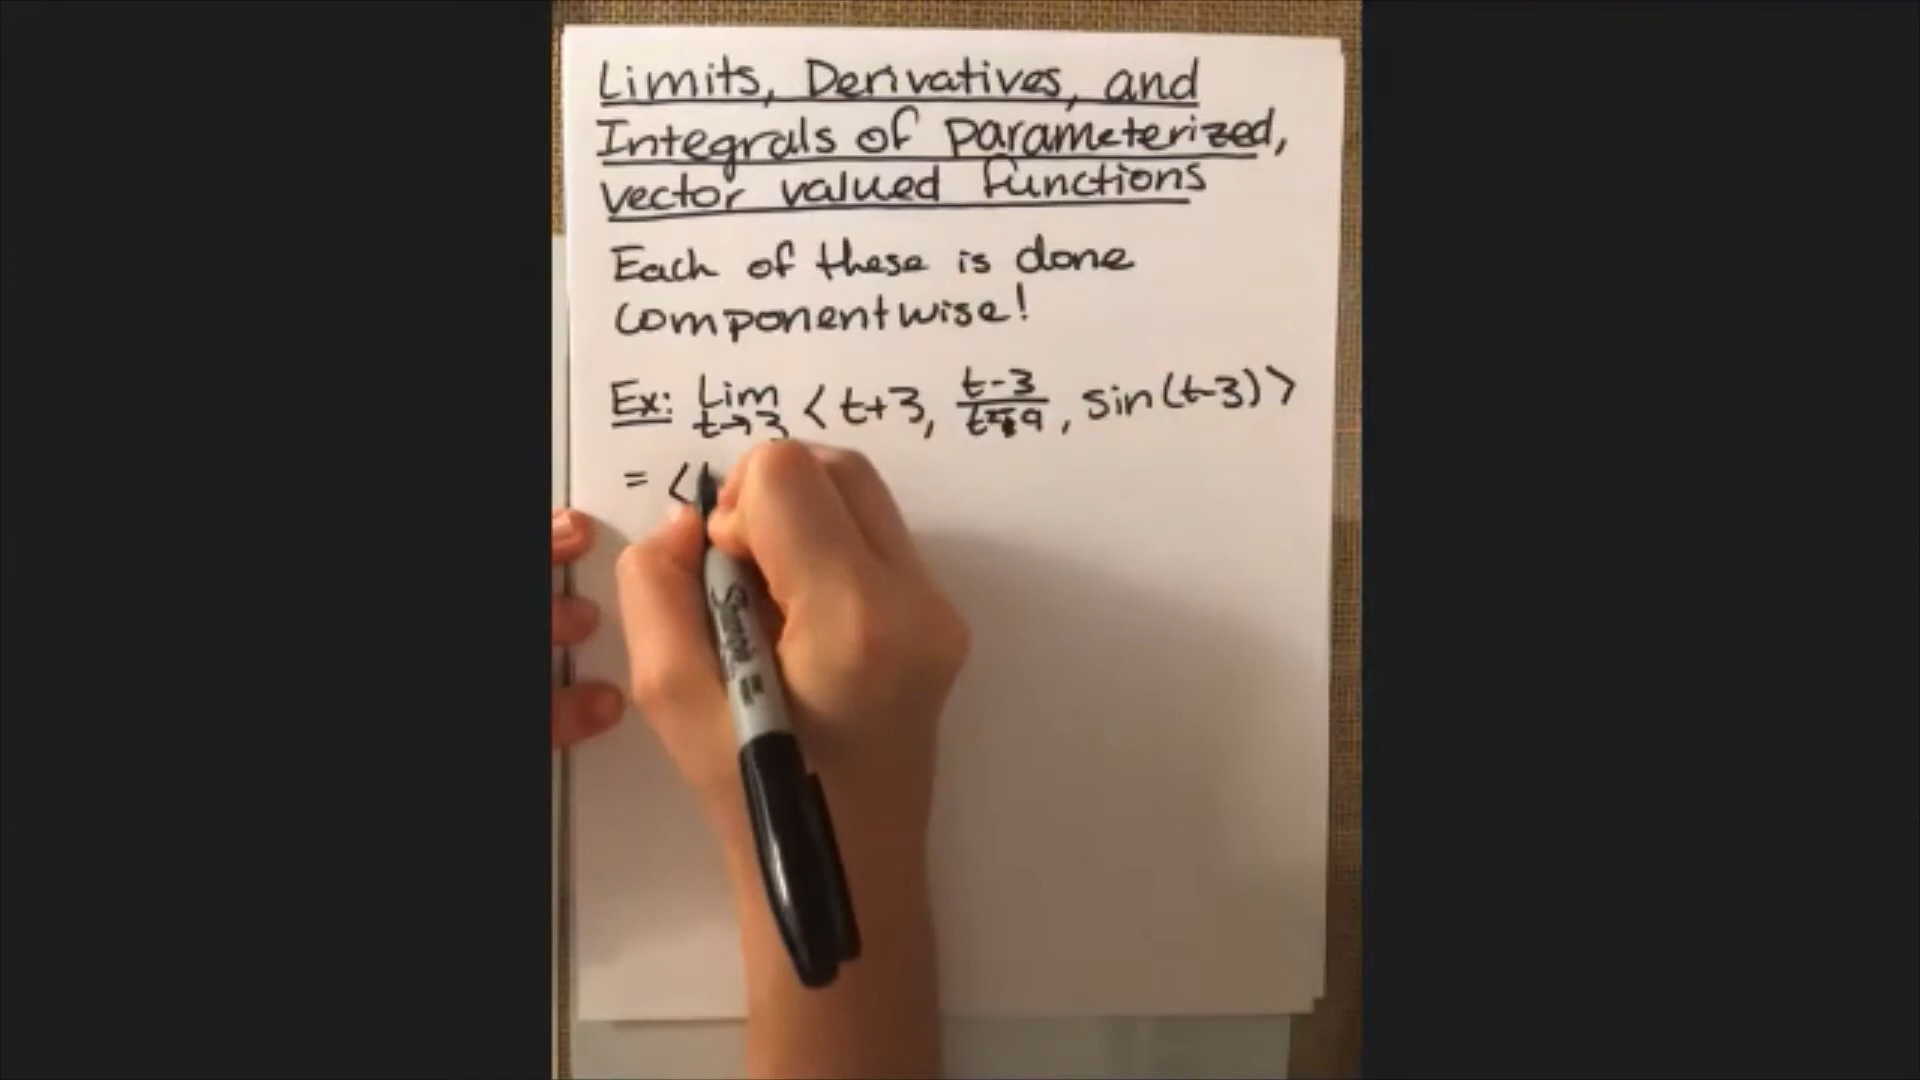 Limits, Derivatives, and
Integrals of parameterized,
vector valued functions
Each of these is done
componentwise!
Ex: Lim t→3 ⟨t+3, t-3/t²-9, sin(t-3)⟩
= ⟨
Sharpie